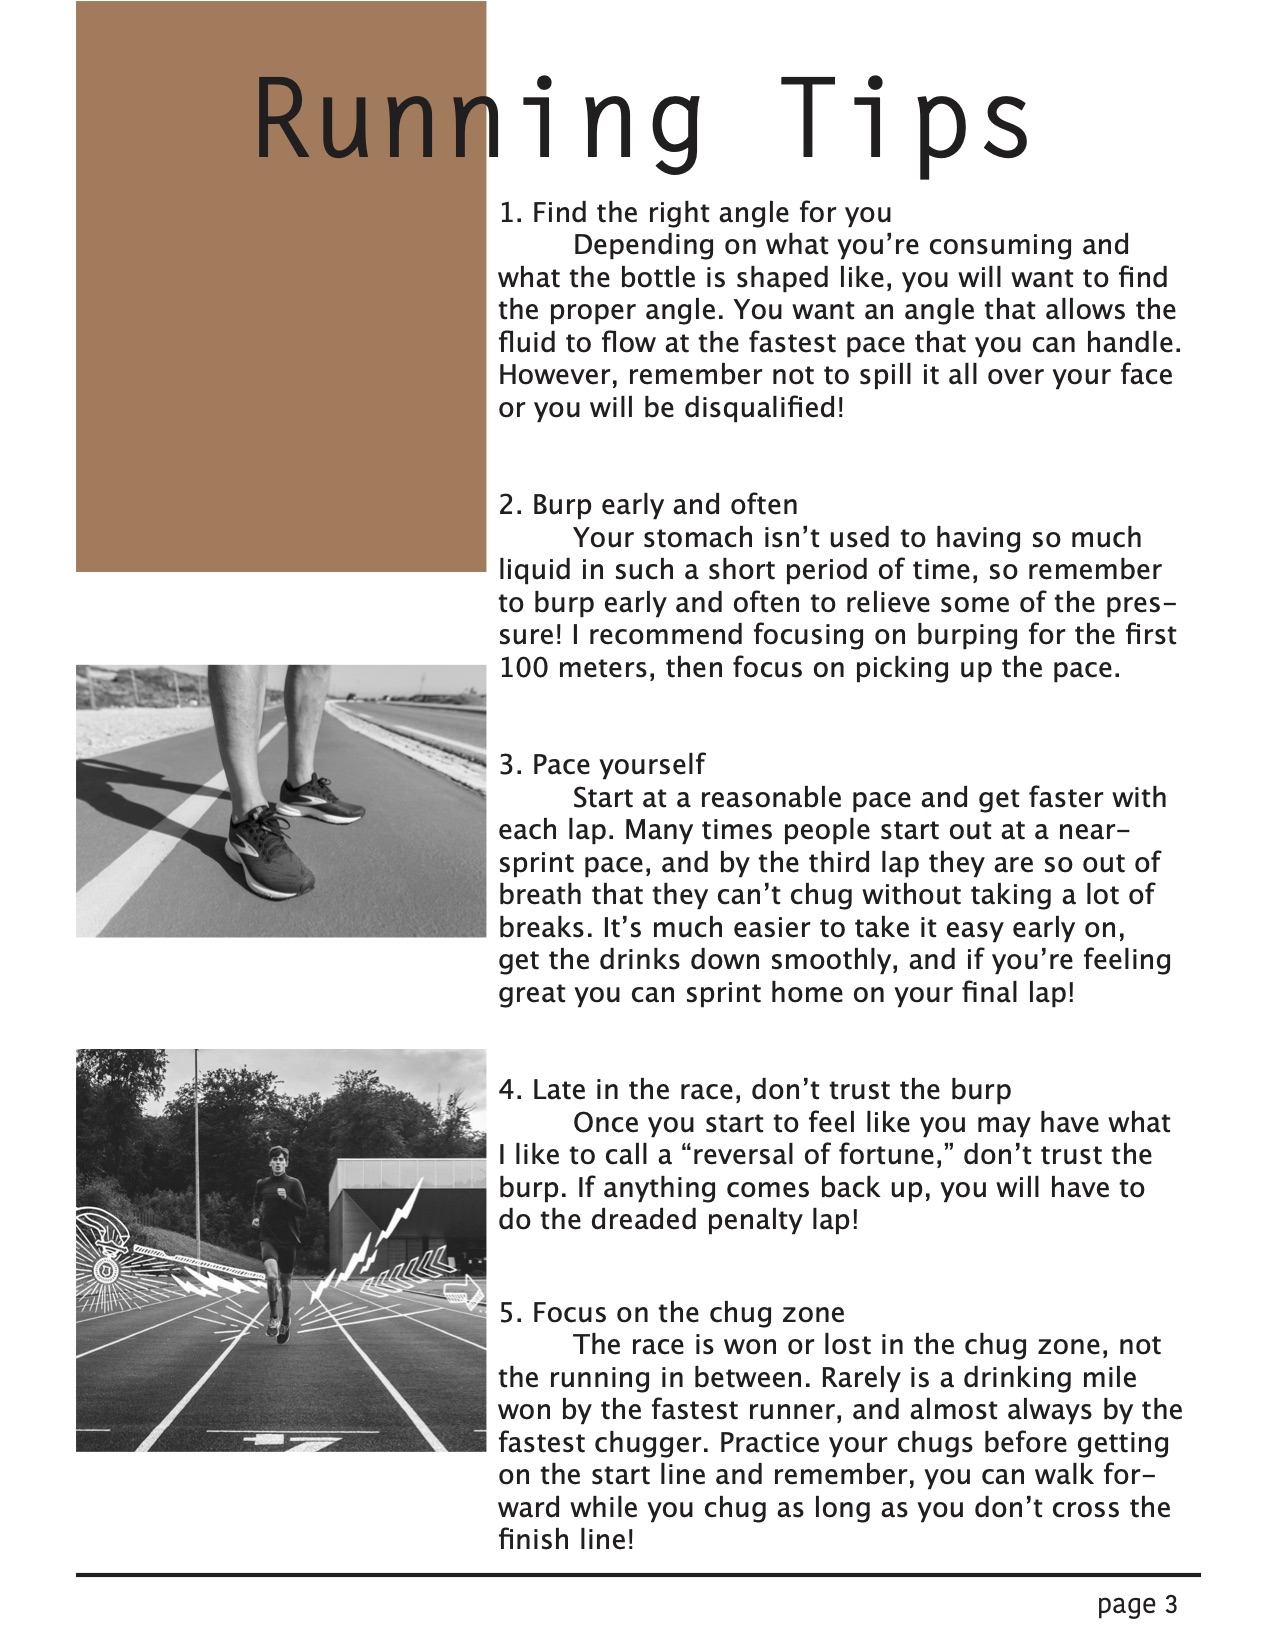 Running Tips
1. Find the right angle for you
Depending on what you’re consuming and
what the bottle is shaped like, you will want to find
the proper angle. You want an angle that allows the
fluid to flow at the fastest pace that you can handle.
However, remember not to spill it all over your face
or you will be disqualified!
2. Burp early and often
Your stomach isn’t used to having so much
liquid in such a short period of time, so remember
to burp early and often to relieve some of the pres-
sure! I recommend focusing on burping for the first
100 meters, then focus on picking up the pace.
3. Pace yourself
Start at a reasonable pace and get faster with
each lap. Many times people start out at a near-
sprint pace, and by the third lap they are so out of
breath that they can’t chug without taking a lot of
breaks. It’s much easier to take it easy early on,
get the drinks down smoothly, and if you’re feeling
great you can sprint home on your final lap!
4. Late in the race, don’t trust the burp
Once you start to feel like you may have what
I like to call a “reversal of fortune,” don’t trust the
burp. If anything comes back up, you will have to
do the dreaded penalty lap!
5. Focus on the chug zone
The race is won or lost in the chug zone, not
the running in between. Rarely is a drinking mile
won by the fastest runner, and almost always by the
fastest chugger. Practice your chugs before getting
on the start line and remember, you can walk for-
ward while you chug as long as you don’t cross the
finish line!
page 3